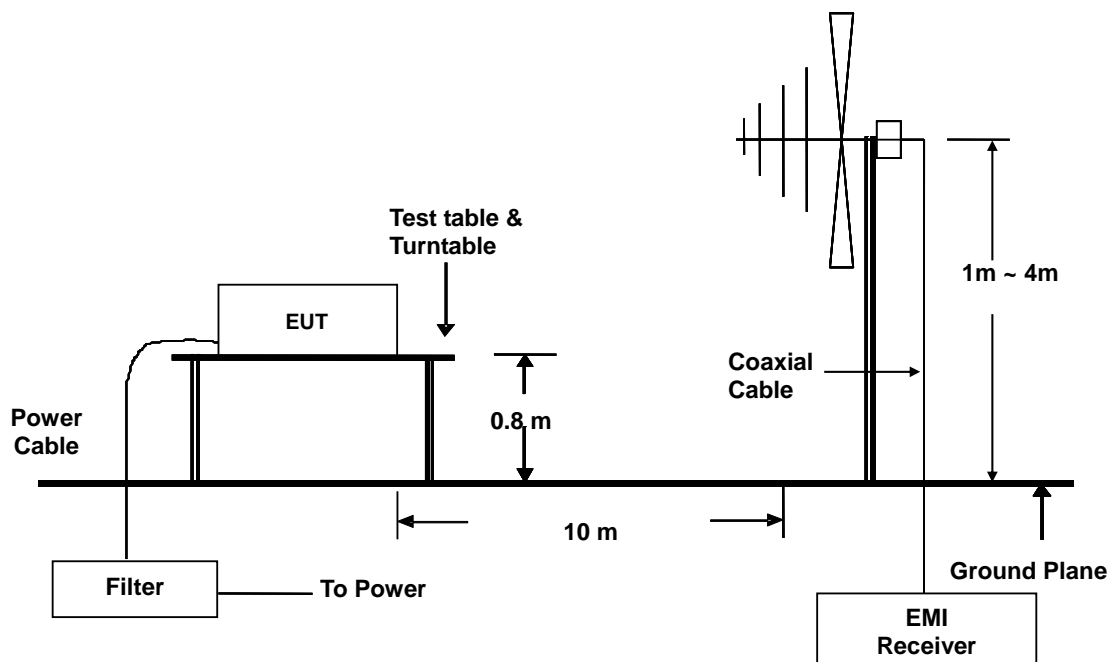 Test table &
Turntable
EUT
1m ~ 4m
Coaxial
Cable
0.8 m
Power
Cable
10 m
Filter
To Power
Ground Plane
EMI
Receiver